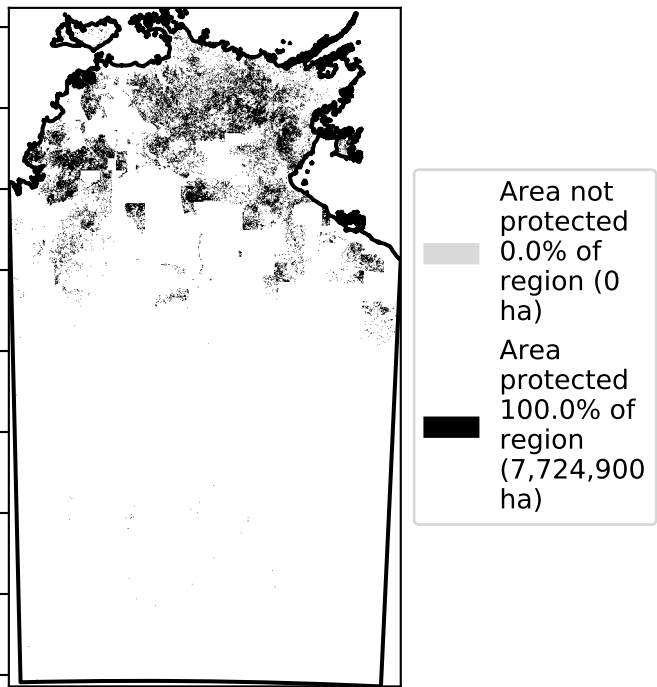 Area not
protected
0.0% of
region (0
ha)
Area
protected
100.0% of
region
(7,724,900
ha)